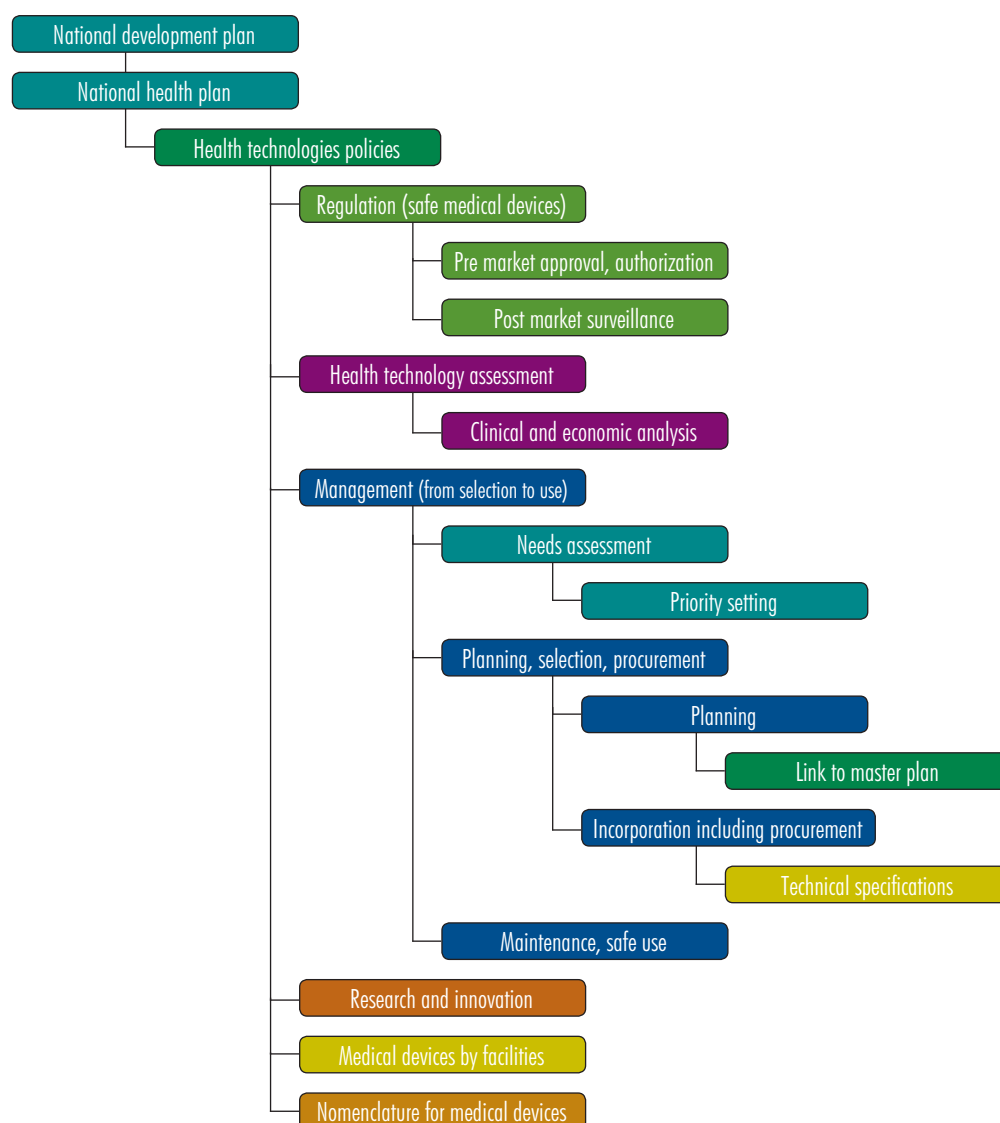 National development plan
National health plan
Health technologies policies
Regulation (safe medical devices)
Pre market approval, authorization
Post market surveillance
Health technology assessment
Clinical and economic analysis
Management (from selection to use)
Needs assessment
Priority setting
Planning, selection, procurement
Planning
Link to master plan
Incorporation including procurement
Technical specifications
Maintenance, safe use
Research and innovation
Medical devices by facilities
Nomenclature for medical devices